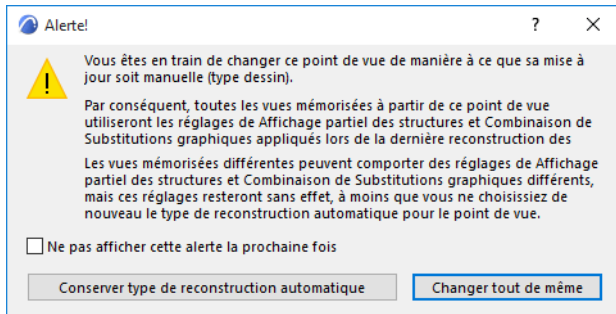 Alerte!
?
Vous êtes en train de changer ce point de vue de manière à ce que sa mise à
jour soit manuelle (type dessin).
Par conséquent, toutes les vues mémorisées à partir de ce point de vue
utiliseront les réglages de Affichage partiel des structures et Combinaison de
Substitutions graphiques appliqués lors de la dernière reconstruction des
Les vues mémorisées différentes peuvent comporter des réglages de Affichage
partiel des structures et Combinaison de Substitutions graphiques différents,
mais ces réglages resteront sans effet, à moins que vous ne choisissiez de
nouveau le type de reconstruction automatique pour le point de vue.
Ne pas afficher cette alerte la prochaine fois
Conserver type de reconstruction automatique
Changer tout de même